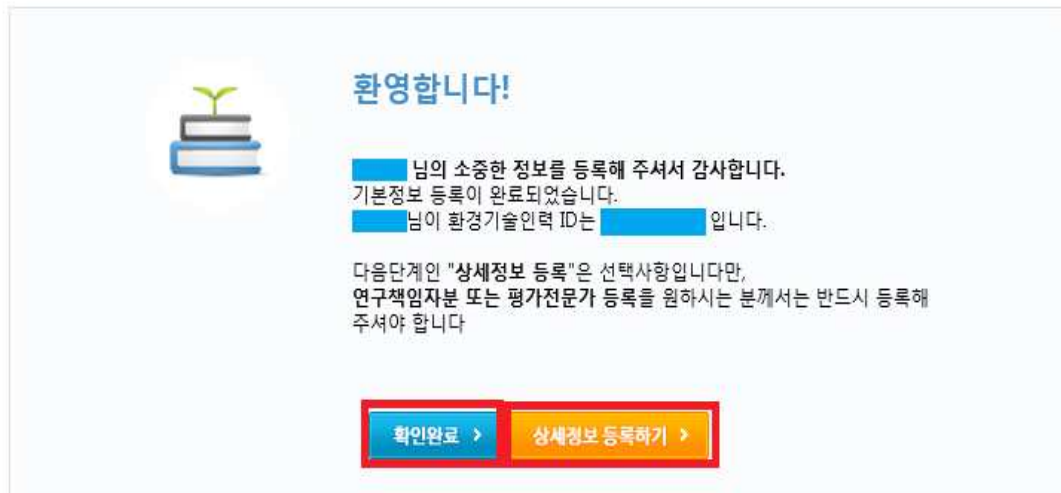 환영합니다!
님의 소중한 정보를 등록해 주셔서 감사합니다.
기본정보 등록이 완료되었습니다.
님이 환경기술인력 ID는 입니다.
다음단계인 "상세정보 등록"은 선택사항입니다만,
연구책임자분 또는 평가전문가 등록을 원하시는 분께서는 반드시 등록해
주셔야 합니다
확인완료 > 상세정보 등록하기 >